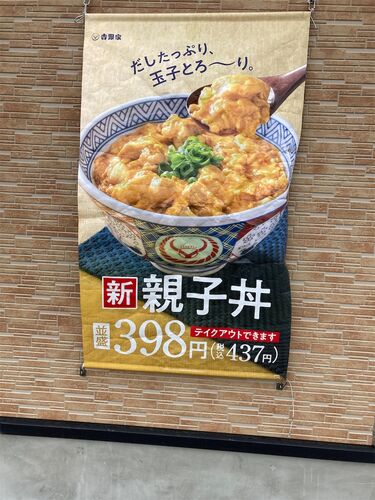 吉野家
だしたっぷり、
玉子とろ〜り。
新 親子丼
テイクアウトできます
並盛 398円(税込437円)